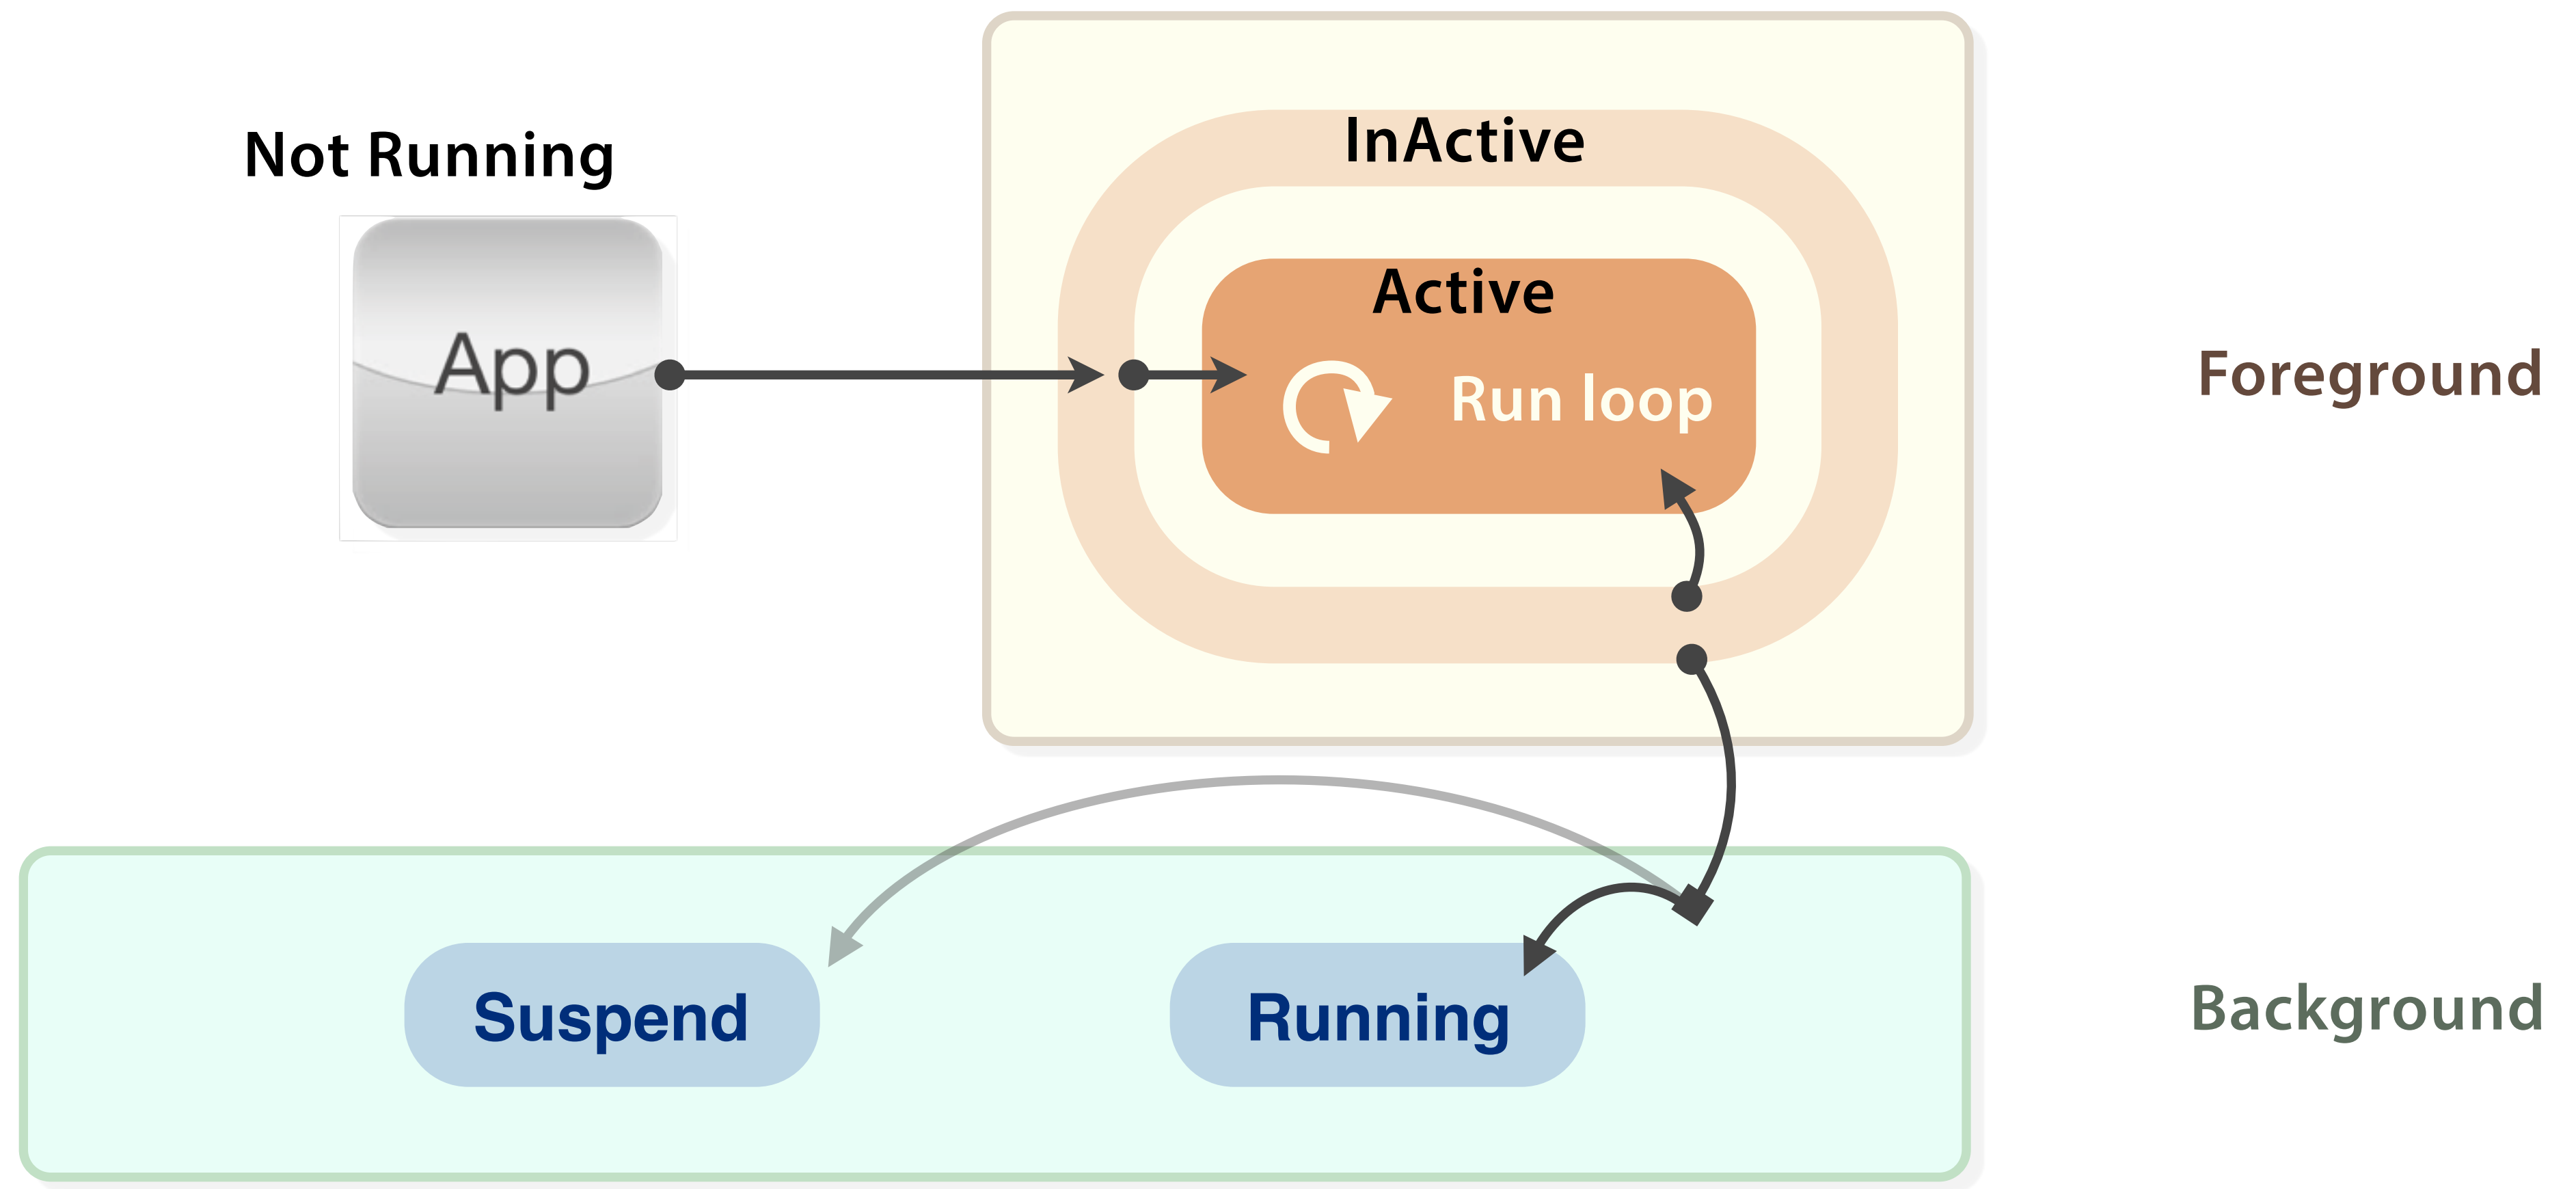 Not Running
App
InActive
Active
Run loop
Foreground
Suspend
Running
Background